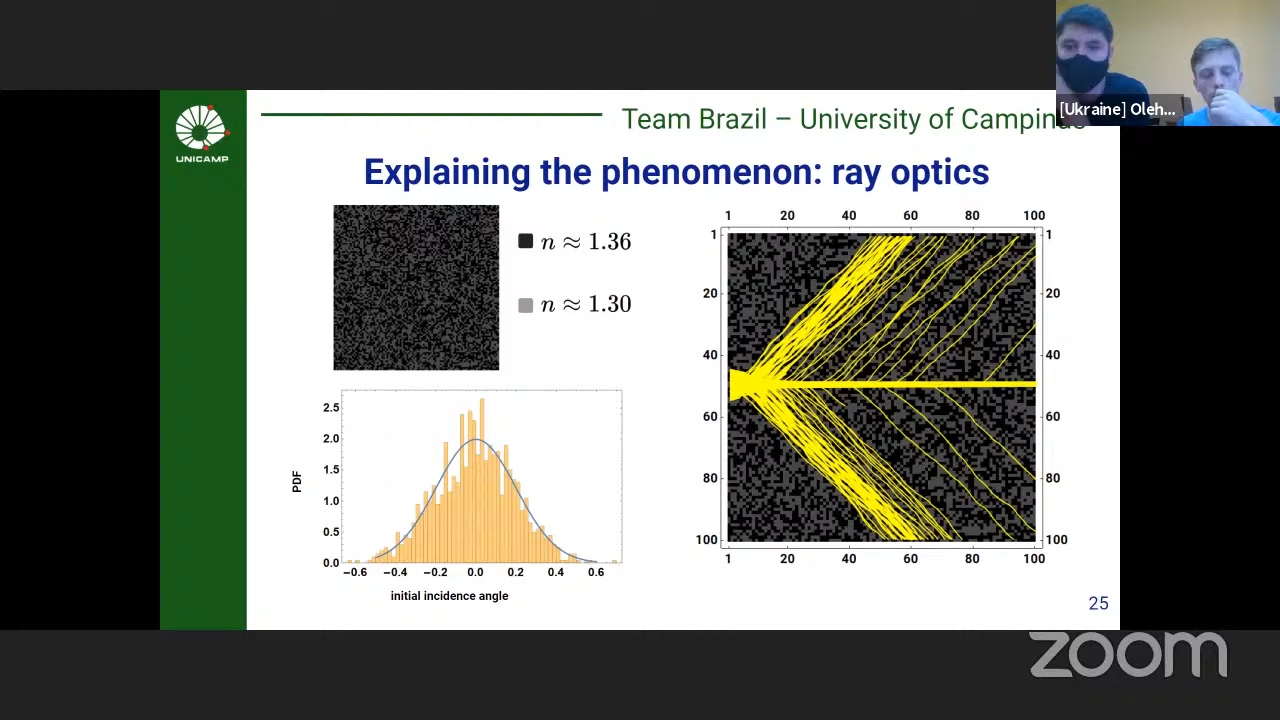 [Ukraine] Oleh...
UNICAMP
Team Brazil – University of Campinas
Explaining the phenomenon: ray optics
n ≈ 1.36
n ≈ 1.30
2.5
2.0
1.5
1.0
0.5
0.0
PDF
−0.6 −0.4 −0.2 0.0 0.2 0.4 0.6
initial incidence angle
1 20 40 60 80 100
1 1
20 20
40 40
60 60
80 80
100 100
1 20 40 60 80 100
25
zoom